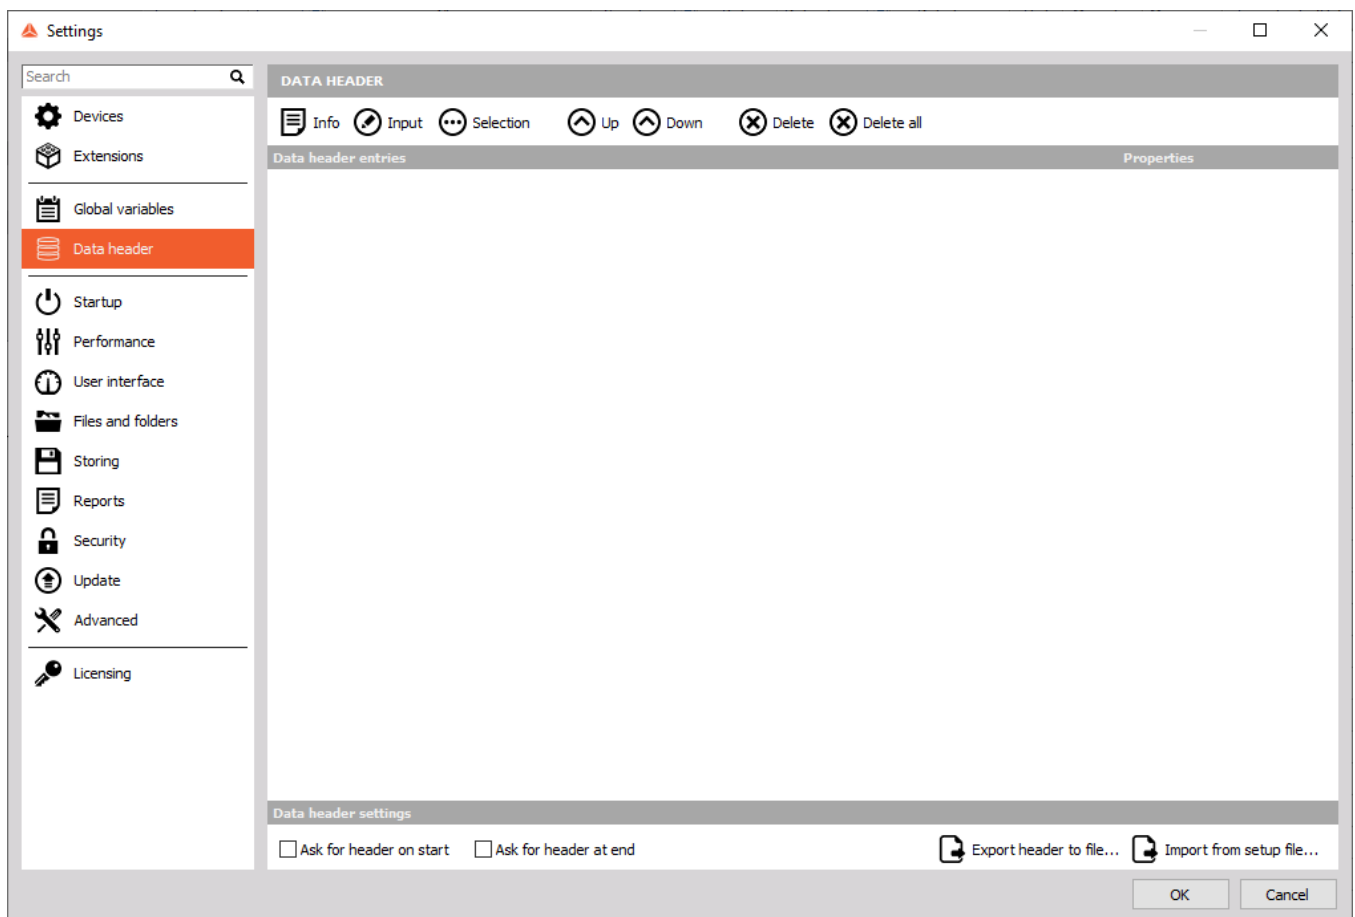 Settings
Search
Devices
Extensions
Global variables
Data header
Startup
Performance
User interface
Files and folders
Storing
Reports
Security
Update
Advanced
Licensing
DATA HEADER
Info Input Selection Up Down Delete Delete all
Data header entries Properties
Data header settings
Ask for header on start Ask for header at end Export header to file... Import from setup file...
OK Cancel